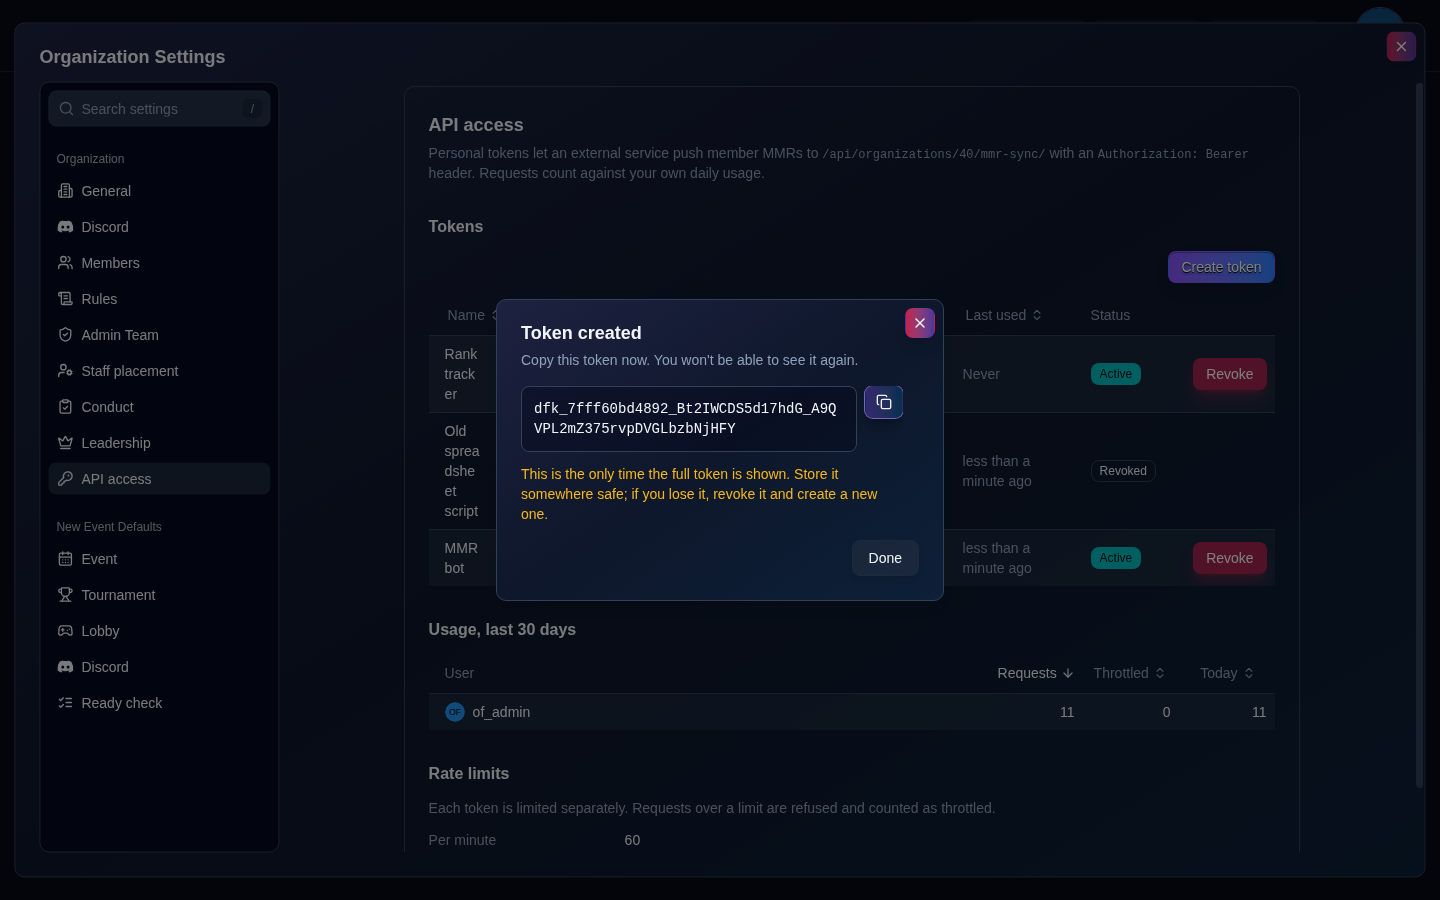 Organization Settings
Search settings /
Organization
General
Discord
Members
Rules
Admin Team
Staff placement
Conduct
Leadership
API access
New Event Defaults
Event
Tournament
Lobby
Discord
Ready check
API access
Personal tokens let an external service push member MMRs to /api/organizations/40/mmr-sync/ with an Authorization: Bearer
header. Requests count against your own daily usage.
Tokens
Create token
Name Last used Status
Rank
track
er
Never Active Revoke
Old
sprea
dshe
et
script
less than a
minute ago
Revoked
MMR
bot
less than a
minute ago
Active Revoke
Token created
Copy this token now. You won't be able to see it again.
dfk_7fff60bd4892_Bt2IWCDS5d17hdG_A9Q
VPL2mZ375rvpDVGLbzbNjHFY
This is the only time the full token is shown. Store it
somewhere safe; if you lose it, revoke it and create a new
one.
Done
Usage, last 30 days
User Requests Throttled Today
OF of_admin 11 0 11
Rate limits
Each token is limited separately. Requests over a limit are refused and counted as throttled.
Per minute 60